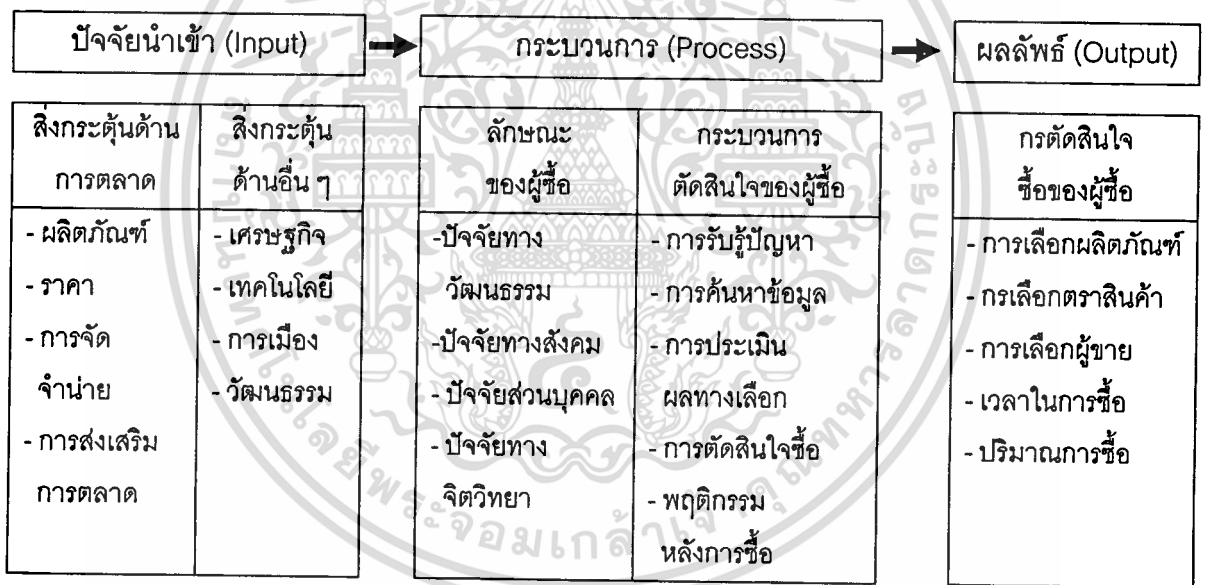 ปัจจัยนำเข้า (Input)
กระบวนการ (Process)
ผลลัพธ์ (Output)
สิ่งกระตุ้นด้าน
การตลาด
สิ่งกระตุ้น
ด้านอื่น ๆ
- ผลิตภัณฑ์
- ราคา
- การจัด
จำน่าย
- การส่งเสริม
การตลาด
- เศรษฐกิจ
- เทคโนโลยี
- การเมือง
- วัฒนธรรม
ลักษณะ
ของผู้ซื้อ
กระบวนการ
ตัดสินใจของผู้ซื้อ
-ปัจจัยทาง
วัฒนธรรม
-ปัจจัยทางสังคม
- ปัจจัยส่วนบุคคล
- ปัจจัยทาง
จิตวิทยา
- การรับรู้ปัญหา
- การค้นหาข้อมูล
- การประเมิน
ผลทางเลือก
- การตัดสินใจซื้อ
- พฤติกรรม
หลังการซื้อ
กรตัดสินใจ
ซื้อของผู้ซื้อ
- การเลือกผลิตภัณฑ์
- กรเลือกตราสินค้า
- การเลือกผู้ขาย
- เวลาในการซื้อ
- ปริมาณการซื้อ